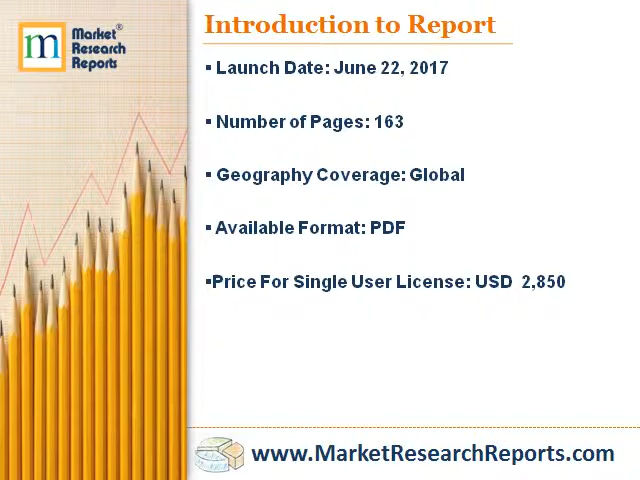 m
Market®
Research
Reports
Introduction to Report
▪ Launch Date: June 22, 2017
▪ Number of Pages: 163
▪ Geography Coverage: Global
▪ Available Format: PDF
▪Price For Single User License: USD  2,850
www.MarketResearchReports.com